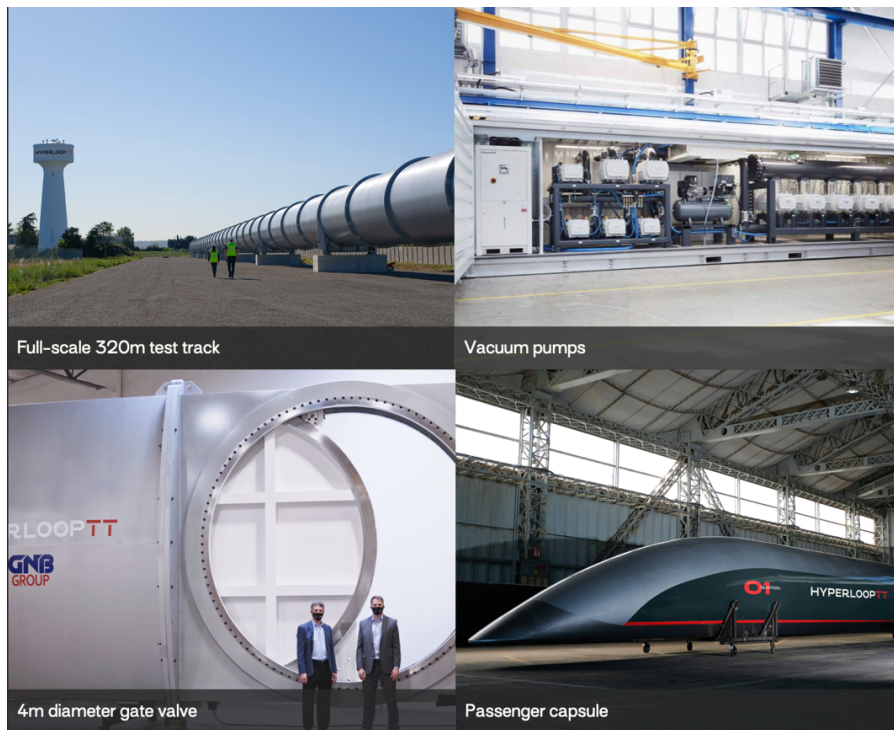 HYPERLOOP
Full-scale 320m test track
Vacuum pumps
RLOOPTT
GNB
GROUP
4m diameter gate valve
01
HYPERLOOPTT
Passenger capsule